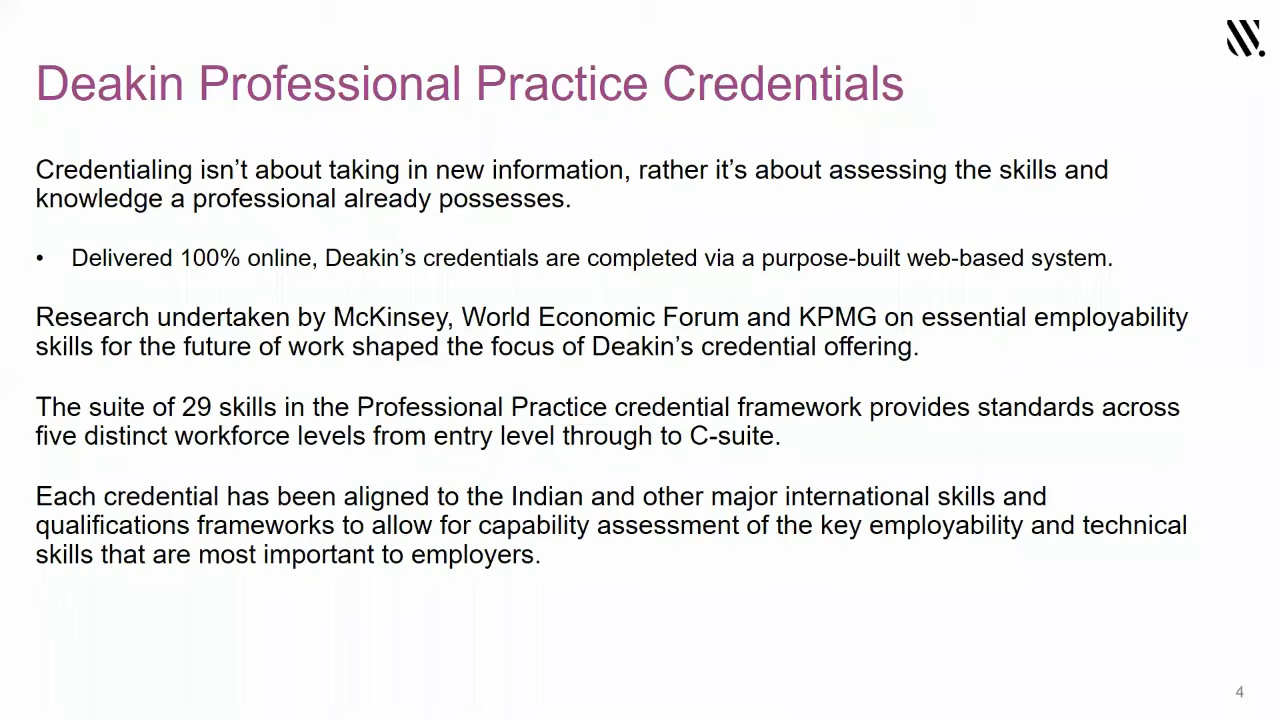 Deakin Professional Practice Credentials
Credentialing isn’t about taking in new information, rather it’s about assessing the skills and
knowledge a professional already possesses.
• Delivered 100% online, Deakin’s credentials are completed via a purpose-built web-based system.
Research undertaken by McKinsey, World Economic Forum and KPMG on essential employability
skills for the future of work shaped the focus of Deakin’s credential offering.
The suite of 29 skills in the Professional Practice credential framework provides standards across
five distinct workforce levels from entry level through to C-suite.
Each credential has been aligned to the Indian and other major international skills and
qualifications frameworks to allow for capability assessment of the key employability and technical
skills that are most important to employers.
4